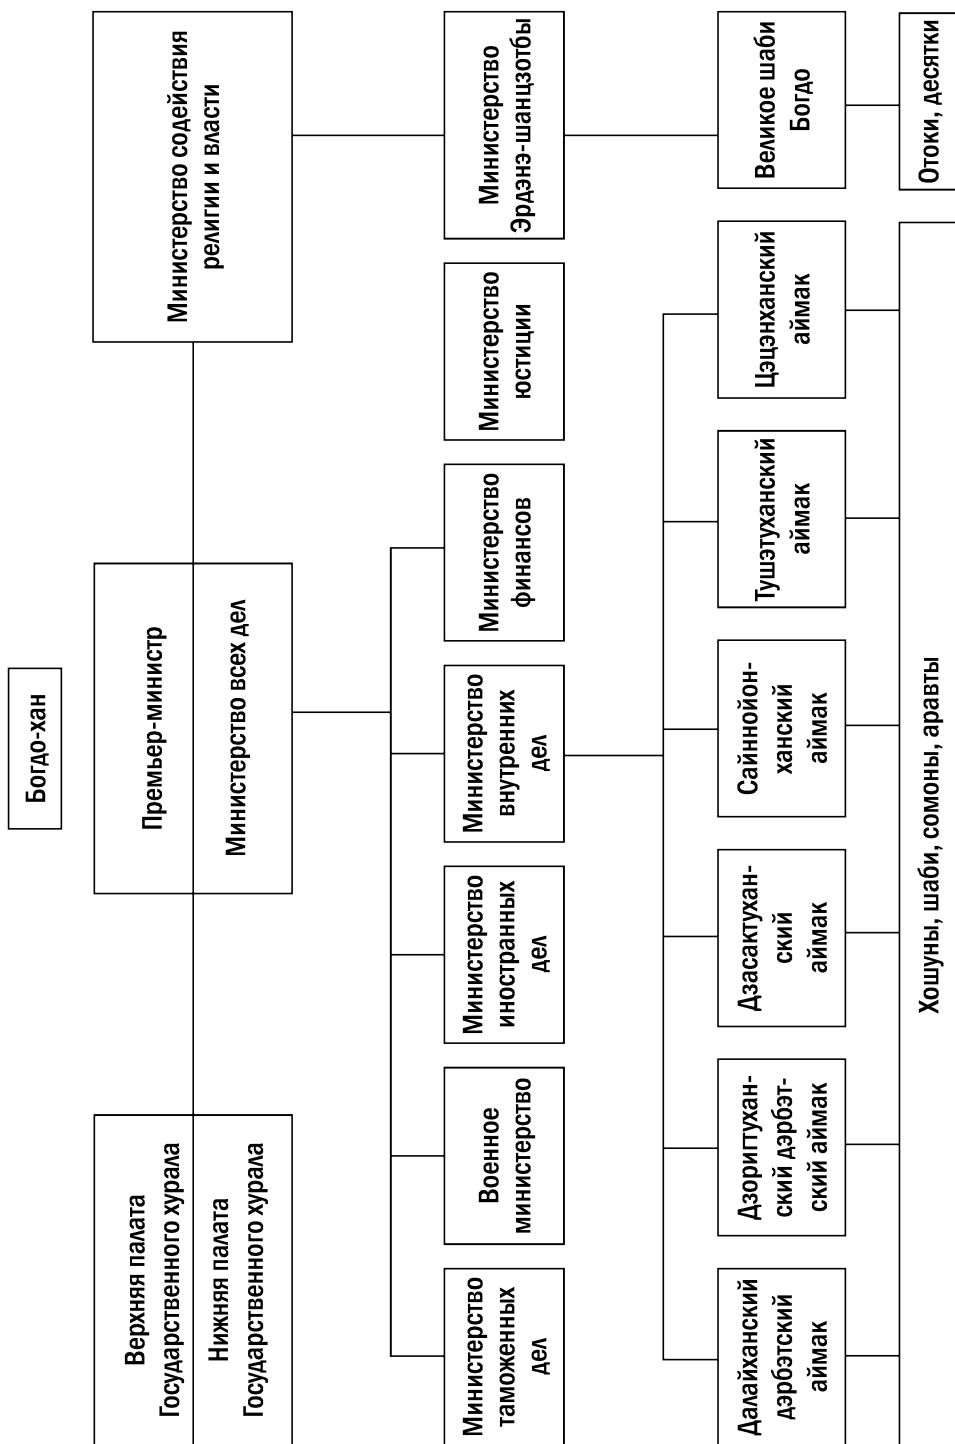 Богдо-хан
Верхняя палата
Государственного хурала
Нижняя палата
Государственного хурала
Премьер-министр
Министерство всех дел
Министерство содействия
религии и власти
Министерство
таможенных
дел
Военное
министерство
Министерство
иностранных
дел
Министерство
внутренних
дел
Министерство
финансов
Министерство
юстиции
Министерство
Эрдэнэ-шанцзотбы
Далайханский
дэрбэтский
аймак
Дзоригтухан-
ский дэрбэт-
ский аймак
Дзасактухан-
ский
аймак
Сайннойон-
ханский
аймак
Тушэтуханский
аймак
Цэцэнханский
аймак
Великое шаби
Богдо
Хошуны, шаби, сомоны, аравты
Отоки, десятки